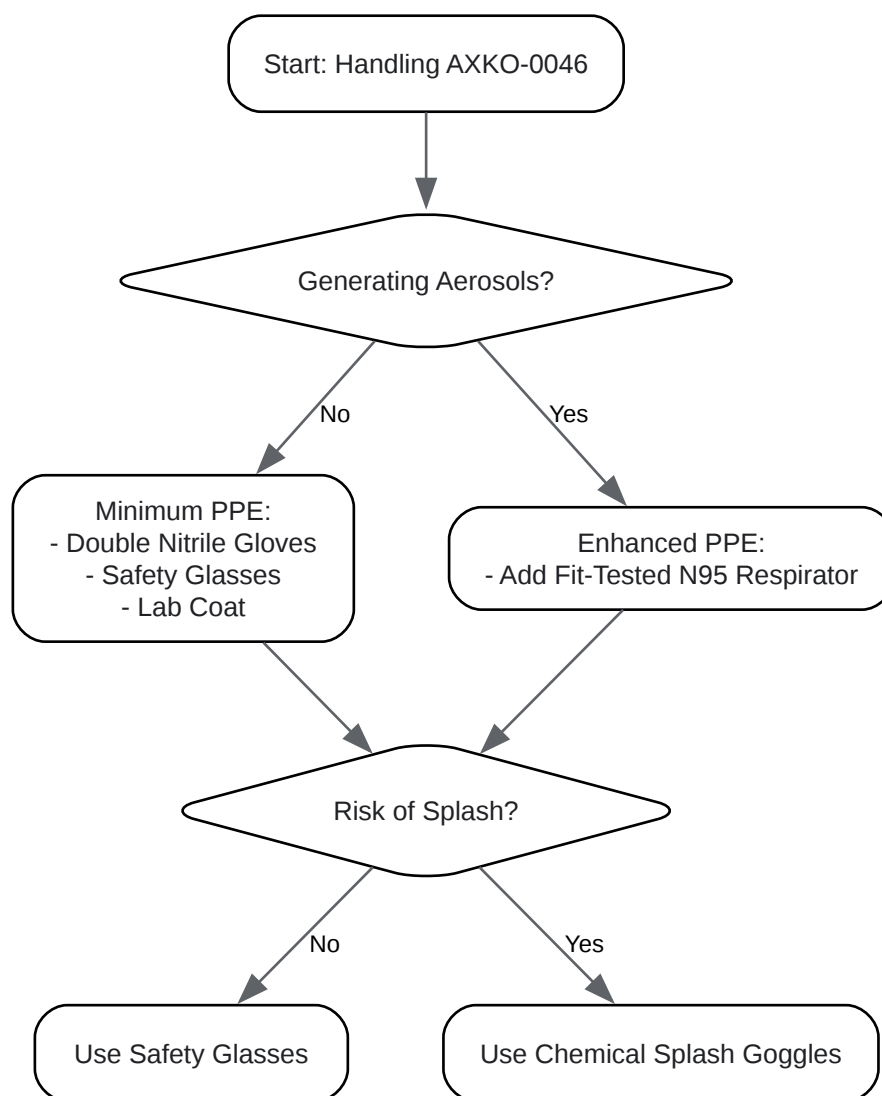 Start: Handling AXKO-0046
Generating Aerosols?
No
Yes
Minimum PPE:
- Double Nitrile Gloves
- Safety Glasses
- Lab Coat
Enhanced PPE:
- Add Fit-Tested N95 Respirator
Risk of Splash?
No
Yes
Use Safety Glasses
Use Chemical Splash Goggles